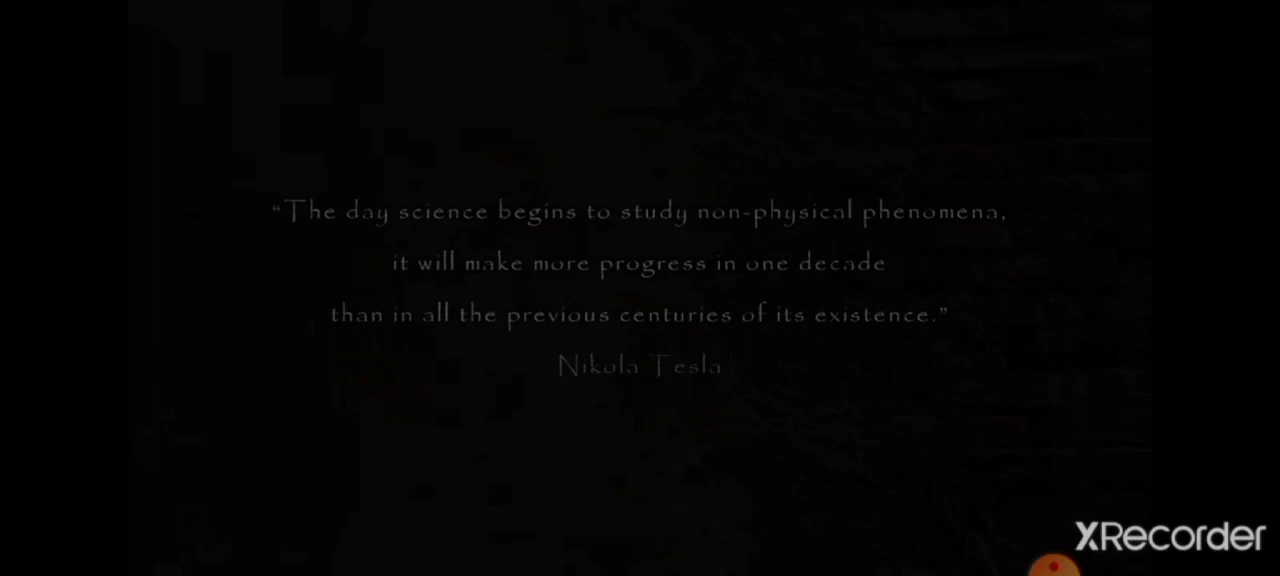 “The day science begins to study non-physical phenomena,
it will make more progress in one decade
than in all the previous centuries of its existence.”
Nikola Tesla
XRecorder